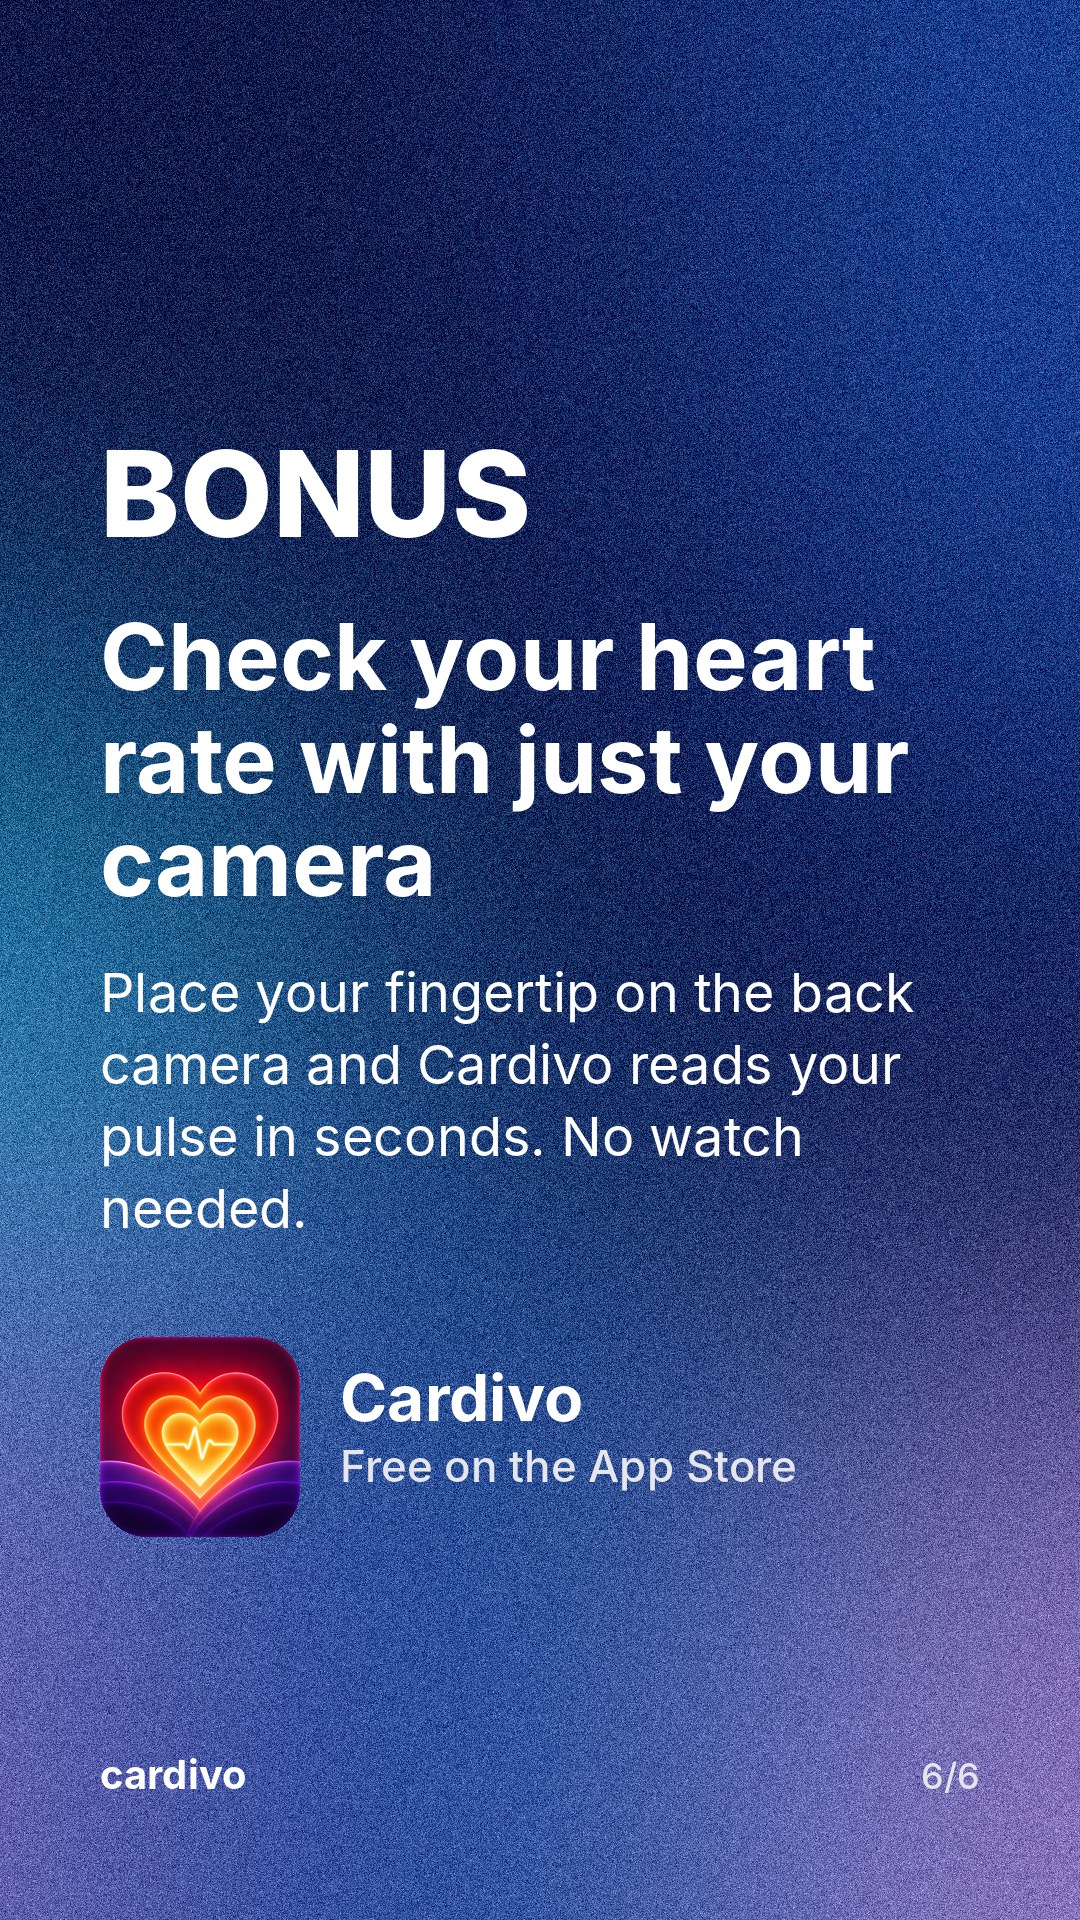 BONUS
Check your heart
rate with just your
camera
Place your fingertip on the back
camera and Cardivo reads your
pulse in seconds. No watch
needed.
Cardivo
Free on the App Store
cardivo
6/6